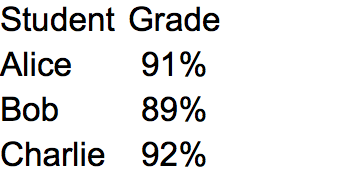 Student Grade
Alice 91%
Bob 89%
Charlie 92%